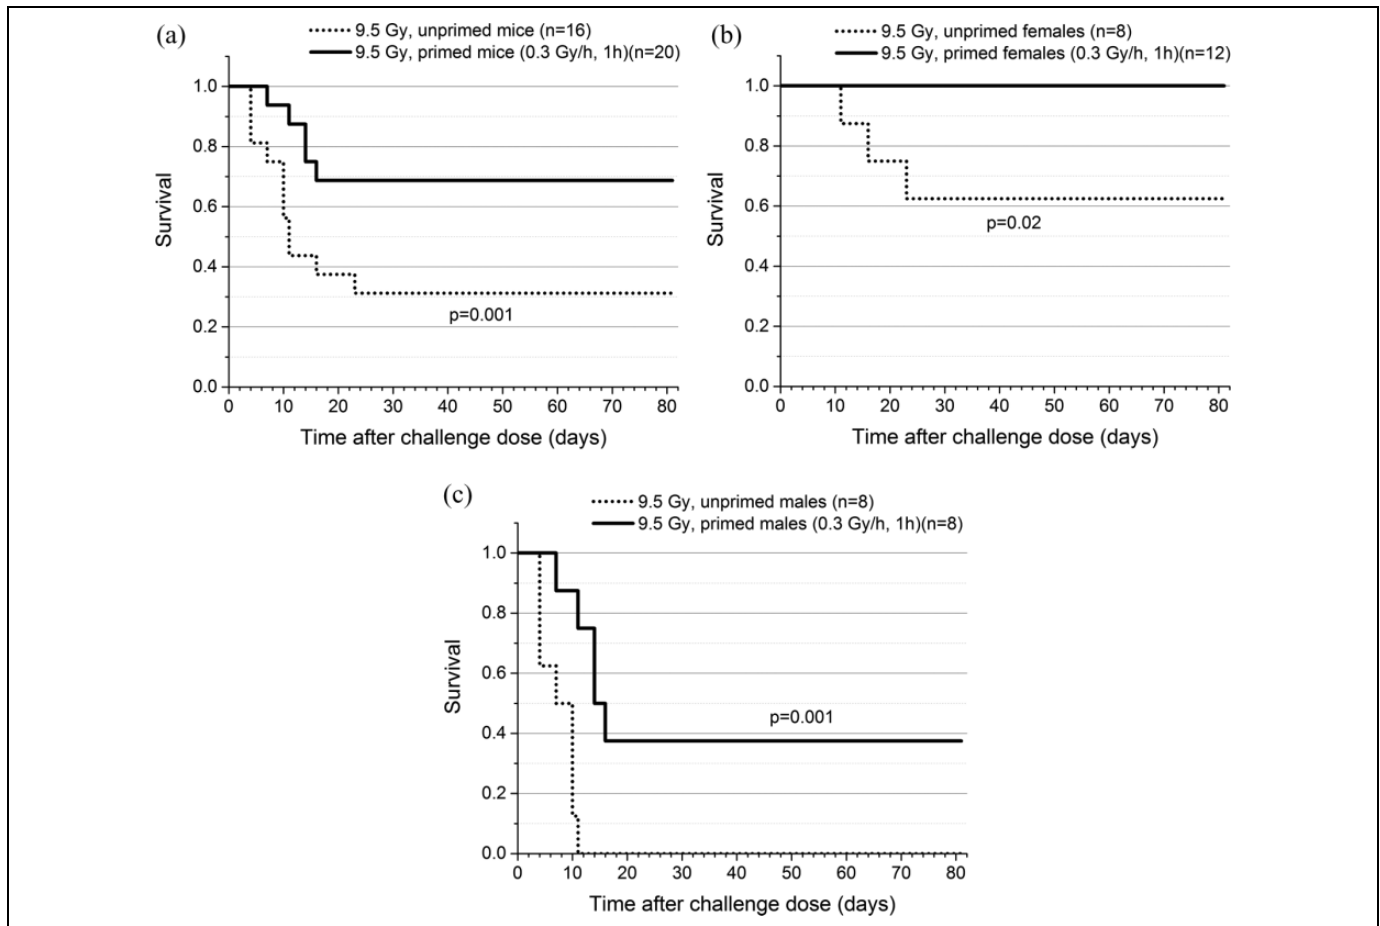 (a)
9.5 Gy, unprimed mice (n=16)
9.5 Gy, primed mice (0.3 Gy/h, 1h)(n=20)
1.0
0.8
0.6
0.4
0.2
0.0
Survival
p=0.001
0 10 20 30 40 50 60 70 80
Time after challenge dose (days)
(b)
9.5 Gy, unprimed females (n=8)
9.5 Gy, primed females (0.3 Gy/h, 1h)(n=12)
1.0
0.8
0.6
0.4
0.2
0.0
Survival
p=0.02
0 10 20 30 40 50 60 70 80
Time after challenge dose (days)
(c)
9.5 Gy, unprimed males (n=8)
9.5 Gy, primed males (0.3 Gy/h, 1h)(n=8)
1.0
0.8
0.6
0.4
0.2
0.0
Survival
p=0.001
0 10 20 30 40 50 60 70 80
Time after challenge dose (days)